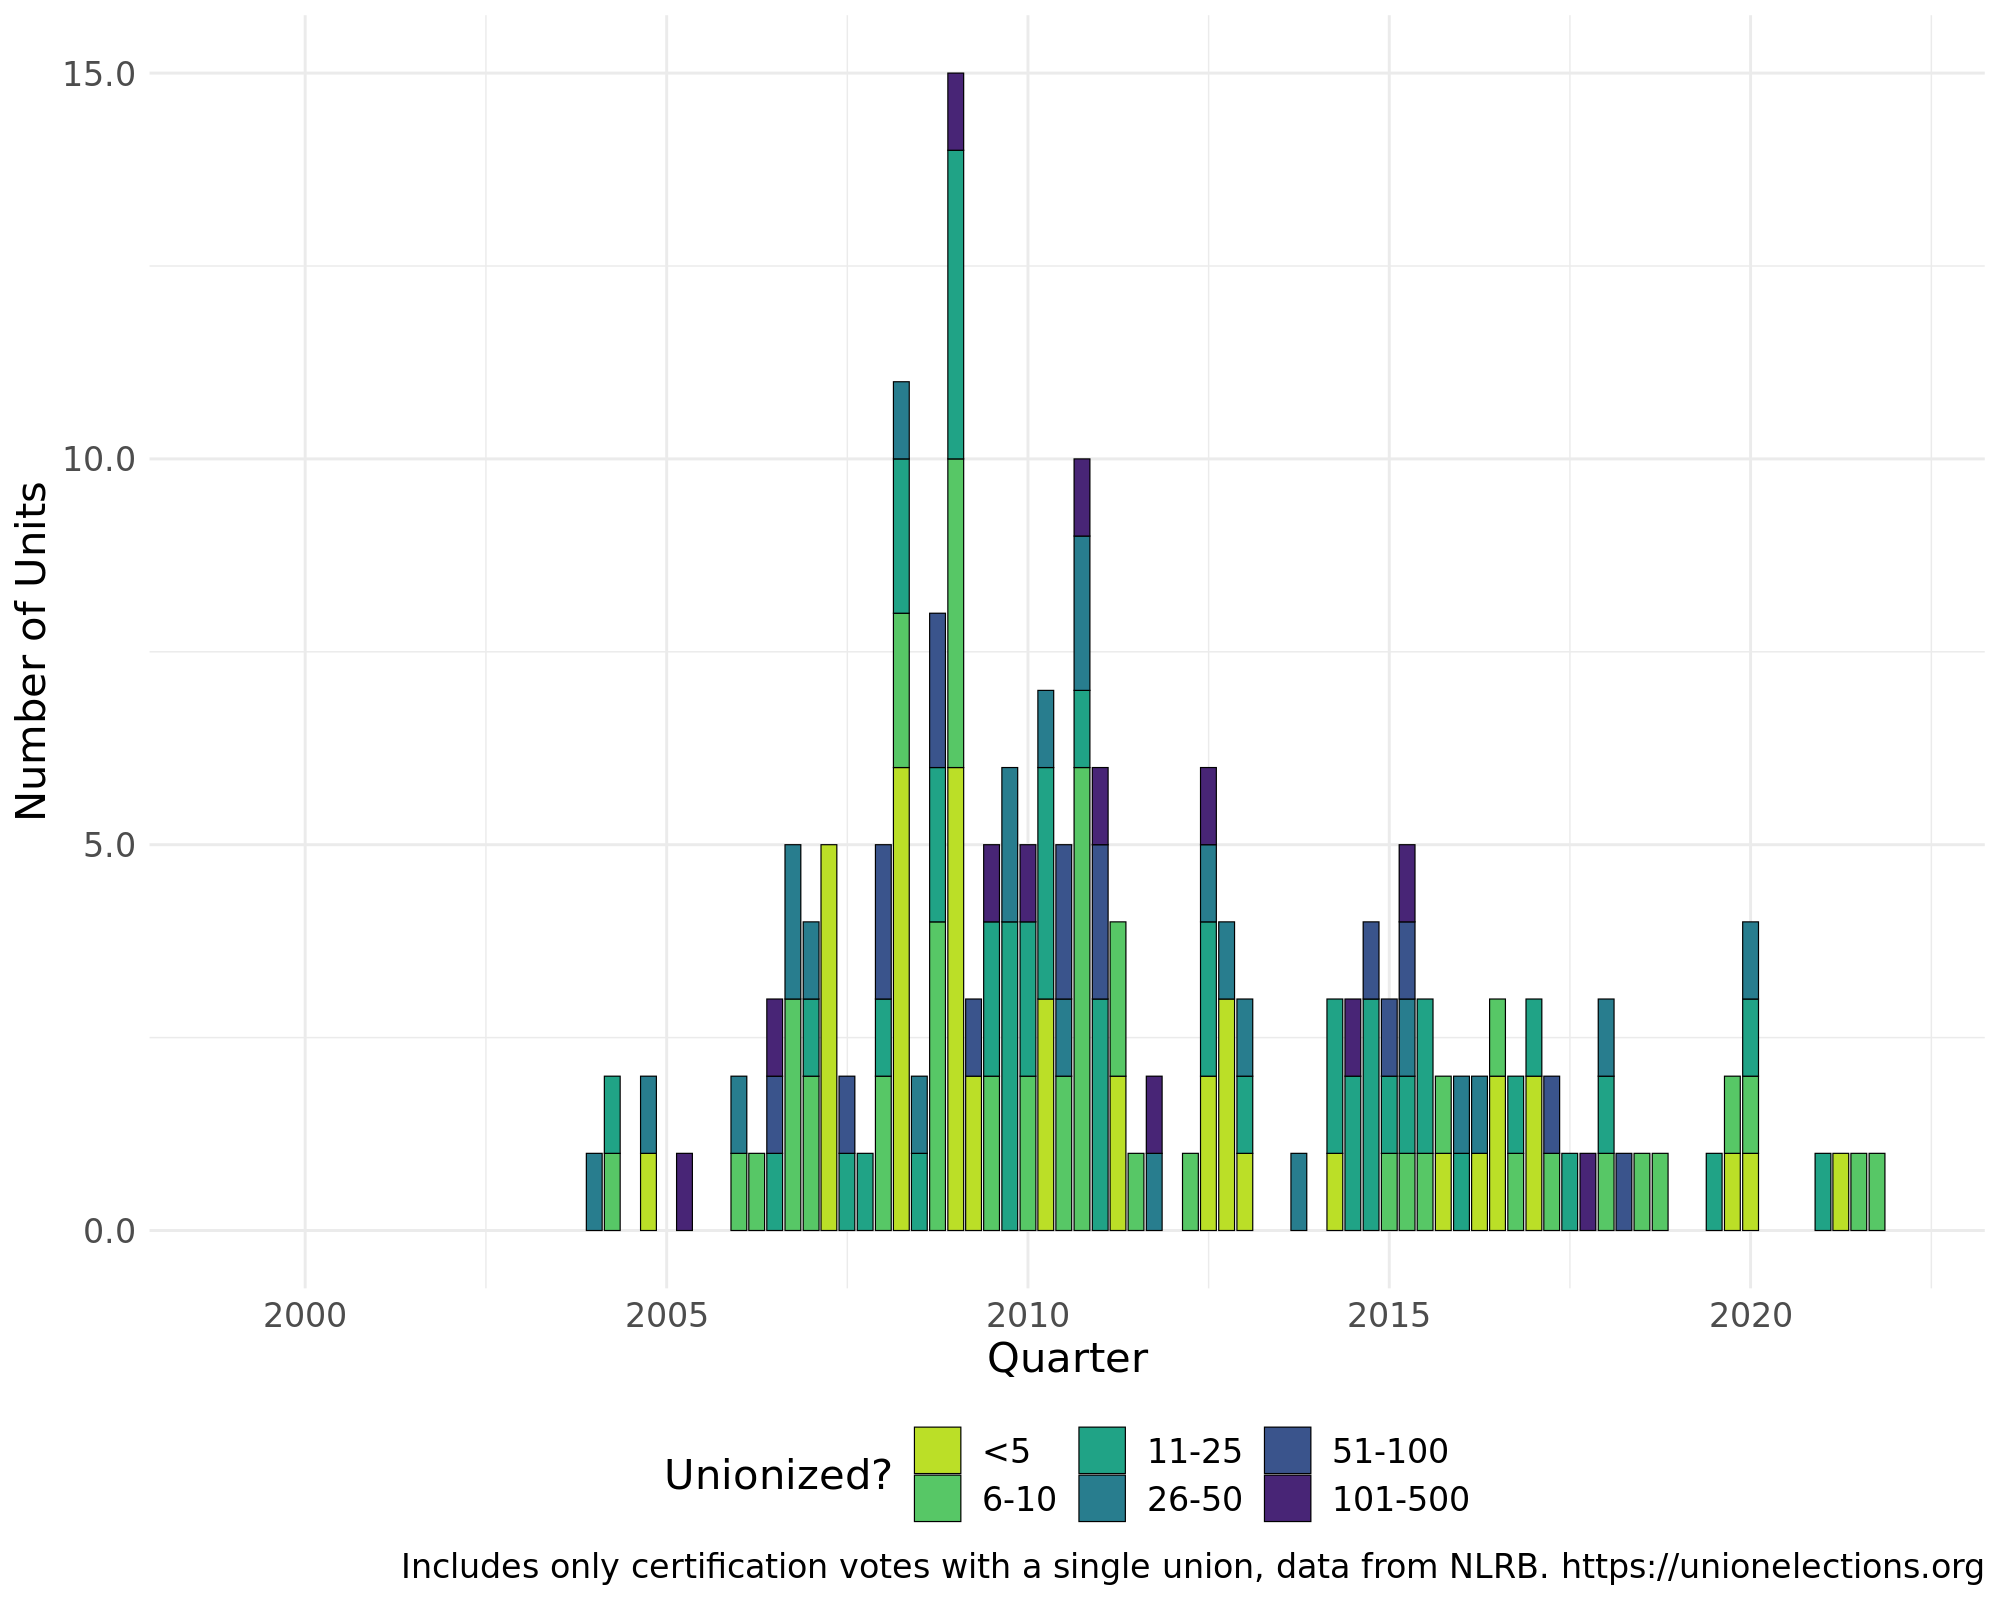 15.0
10.0
5.0
0.0
Number of Units
2000 2005 2010 2015 2020
Quarter
Unionized?
<5 11-25 51-100
6-10 26-50 101-500
Includes only certification votes with a single union, data from NLRB. https://unionelections.org